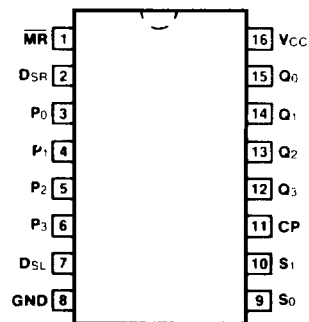 M̅R̅ 1 16 VCC
DSR 2 15 Q0
P0 3 14 Q1
P1 4 13 Q2
P2 5 12 Q3
P3 6 11 CP
DSL 7 10 S1
GND 8 9 S0